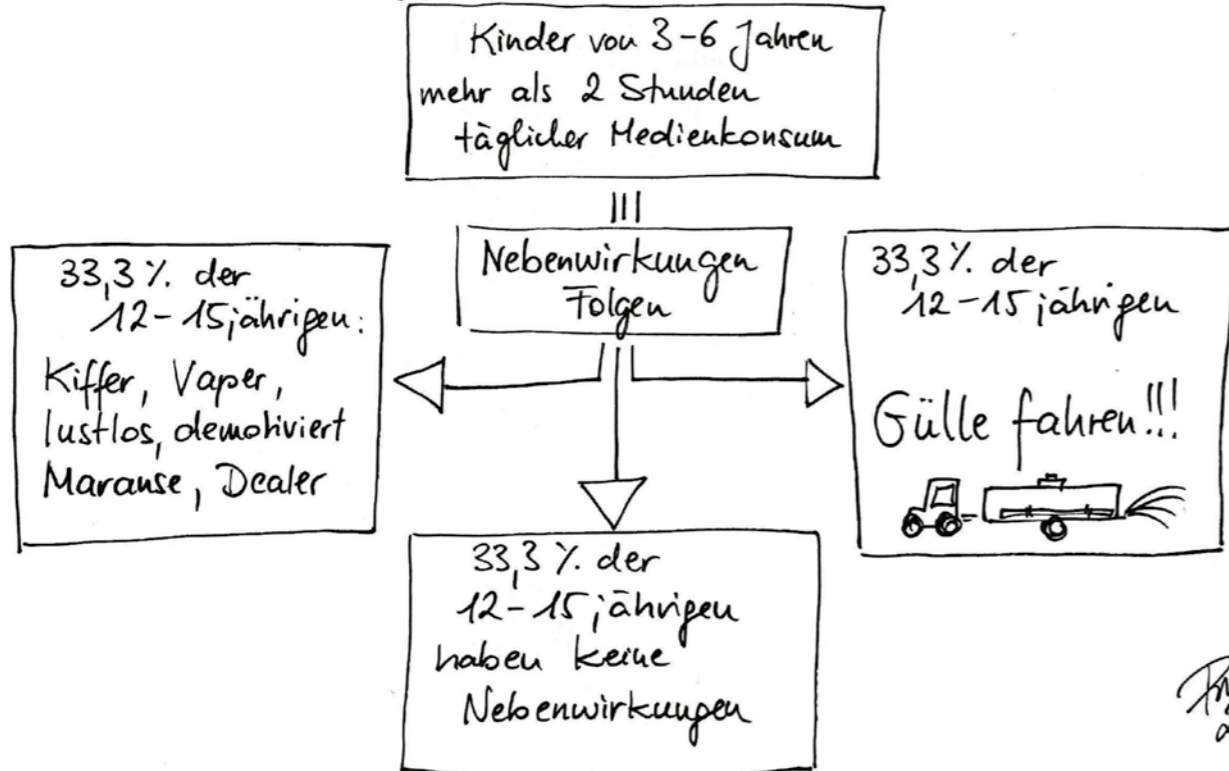 Kinder von 3-6 Jahren
mehr als 2 Stunden
täglicher Medienkonsum
Nebenwirkungen
Folgen
33,3 % der
12-15 jährigen:
Kiffer, Vaper,
lustlos, demotiviert
Maranse, Dealer
33,3 % der
12-15 jährigen
haben keine
Nebenwirkungen
33,3 % der
12-15 jährigen
Gülle fahren!!!